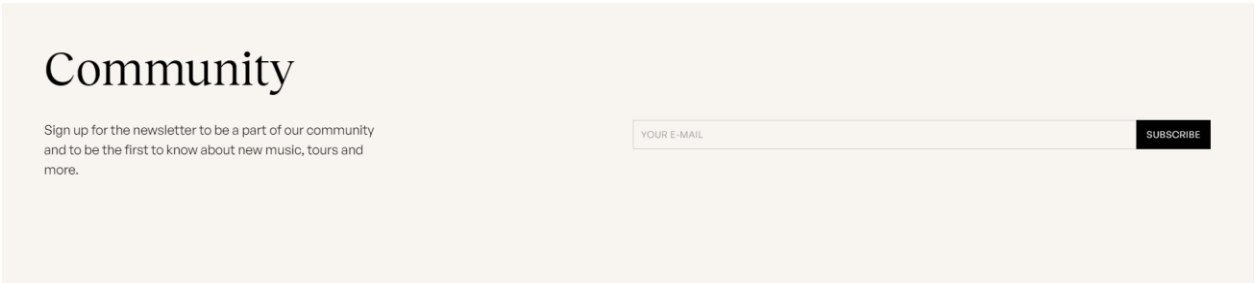 Community
Sign up for the newsletter to be a part of our community
and to be the first to know about new music, tours and
more.
YOUR E-MAIL
SUBSCRIBE